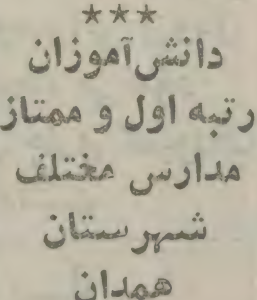 ***
دانش‌آموزان
رتبه اول و ممتاز
مدارس مختلف
شهرستان
همدان